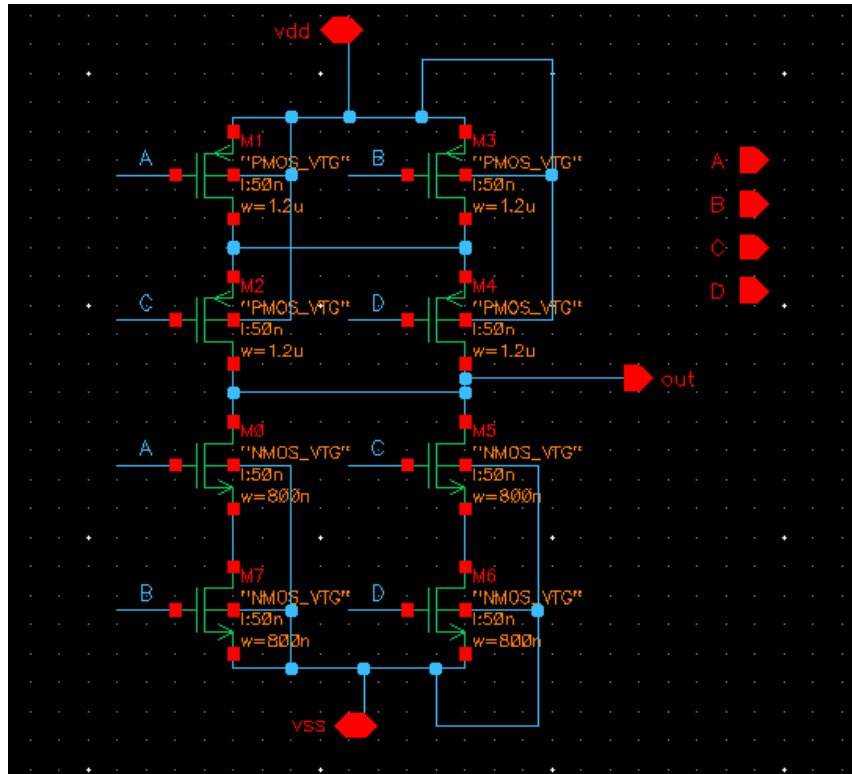 vdd
A
M1
"PMOS_VTG"
l:50n
w=1.2u
B
M3
"PMOS_VTG"
l:50n
w=1.2u
A
B
C
D
C
M2
"PMOS_VTG"
l:50n
w=1.2u
D
M4
"PMOS_VTG"
l:50n
w=1.2u
out
A
M0
"NMOS_VTG"
l:50n
w=800n
C
M5
"NMOS_VTG"
l:50n
w=800n
B
M7
"NMOS_VTG"
l:50n
w=800n
D
M6
"NMOS_VTG"
l:50n
w=800n
vss